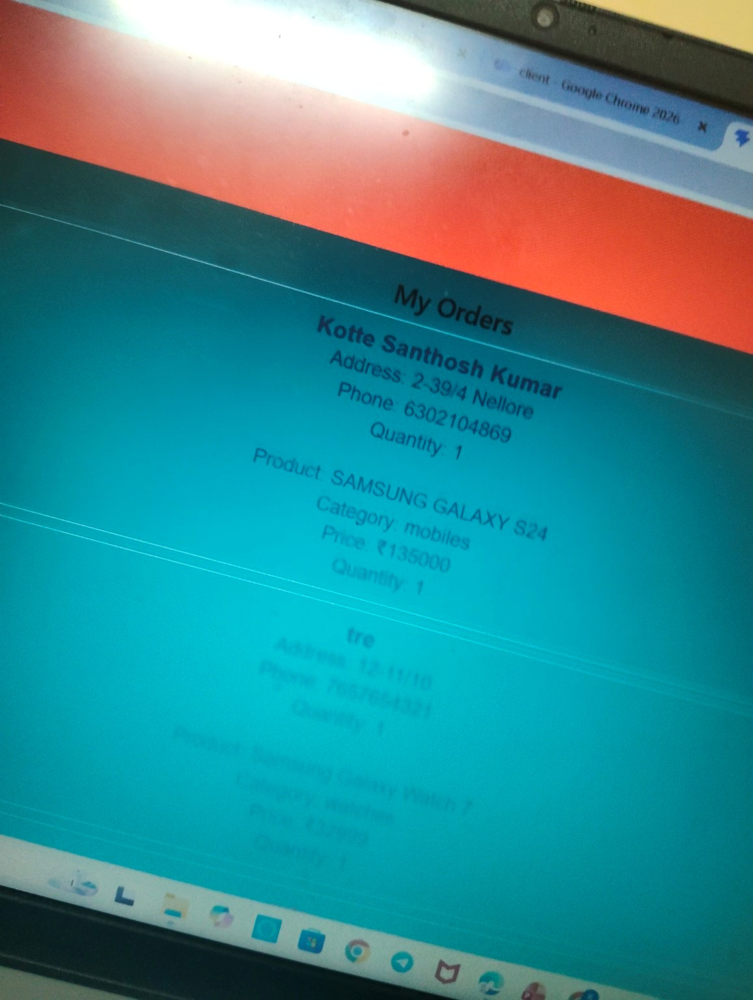 client - Google Chrome 2026
My Orders
Kotte Santhosh Kumar
Address: 2-39/4 Nellore
Phone: 6302104869
Quantity: 1
Product: SAMSUNG GALAXY S24
Category: mobiles
Price: ₹135000
Quantity: 1
tre
Address: 12-11/10
Phone: 7657654321
Quantity: 1
Product: Samsung Galaxy Watch 7
Category: watches
Price:
Quantity: 1